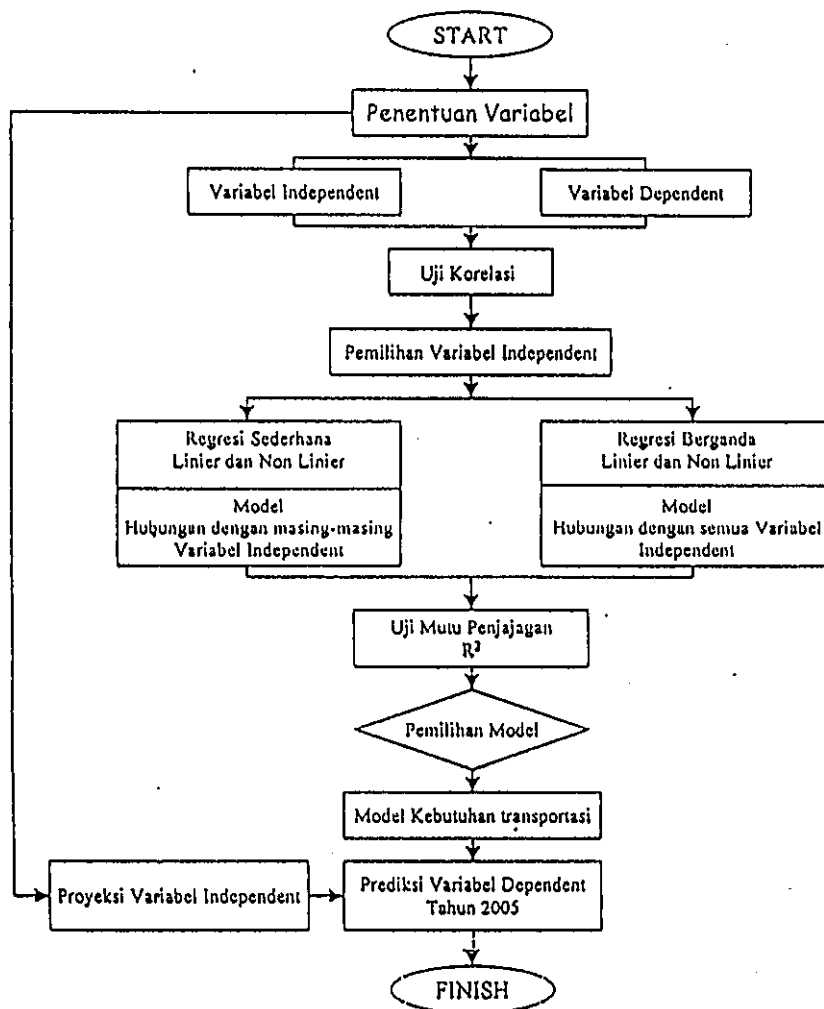 START
Penentuan Variabel
Variabel Independent
Variabel Dependent
Uji Korelasi
Pemilihan Variabel Independent
Regresi Sederhana
Linier dan Non Linier
Model
Hubungan dengan masing-masing
Variabel Independent
Regresi Berganda
Linier dan Non Linier
Model
Hubungan dengan semua Variabel
Independent
Uji Mutu Penjajagan
R²
Pemilihan Model
Model Kebutuhan transportasi
Proyeksi Variabel Independent
Prediksi Variabel Dependent
Tahun 2005
FINISH